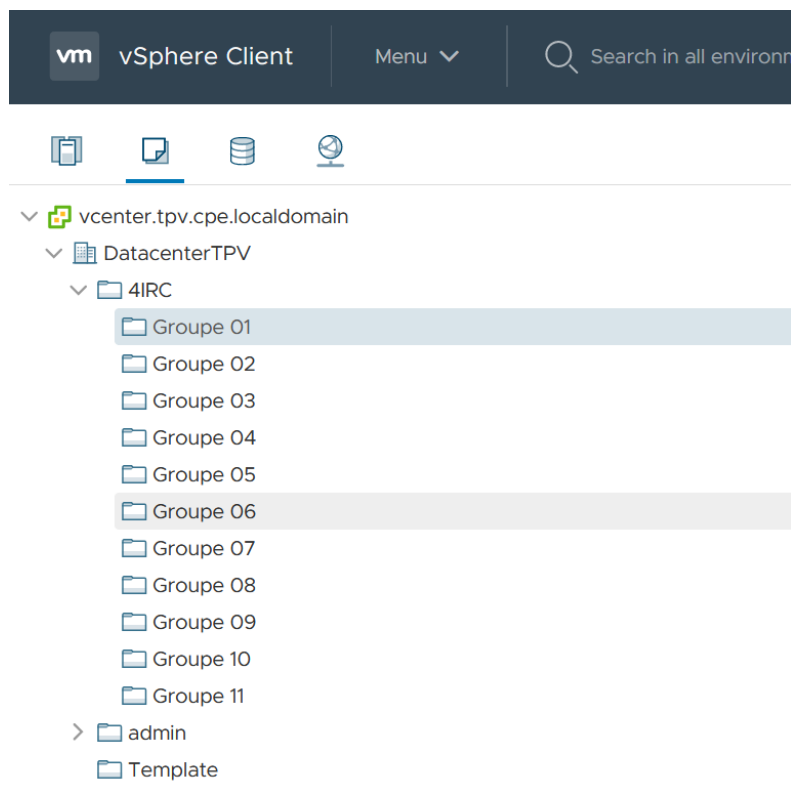 vm vSphere Client Menu Search in all environ
vcenter.tpv.cpe.localdomain
DatacenterTPV
4IRC
Groupe 01
Groupe 02
Groupe 03
Groupe 04
Groupe 05
Groupe 06
Groupe 07
Groupe 08
Groupe 09
Groupe 10
Groupe 11
admin
Template